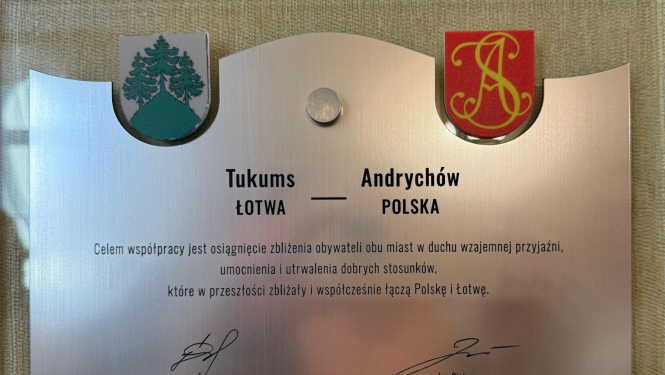 Tukums — Andrychów
ŁOTWA POLSKA
Celem współpracy jest osiągnięcie zbliżenia obywateli obu miast w duchu wzajemnej przyjaźni,
umocnienia i utrwalenia dobrych stosunków,
które w przeszłości zbliżały i współcześnie łączą Polskę i Łotwę.